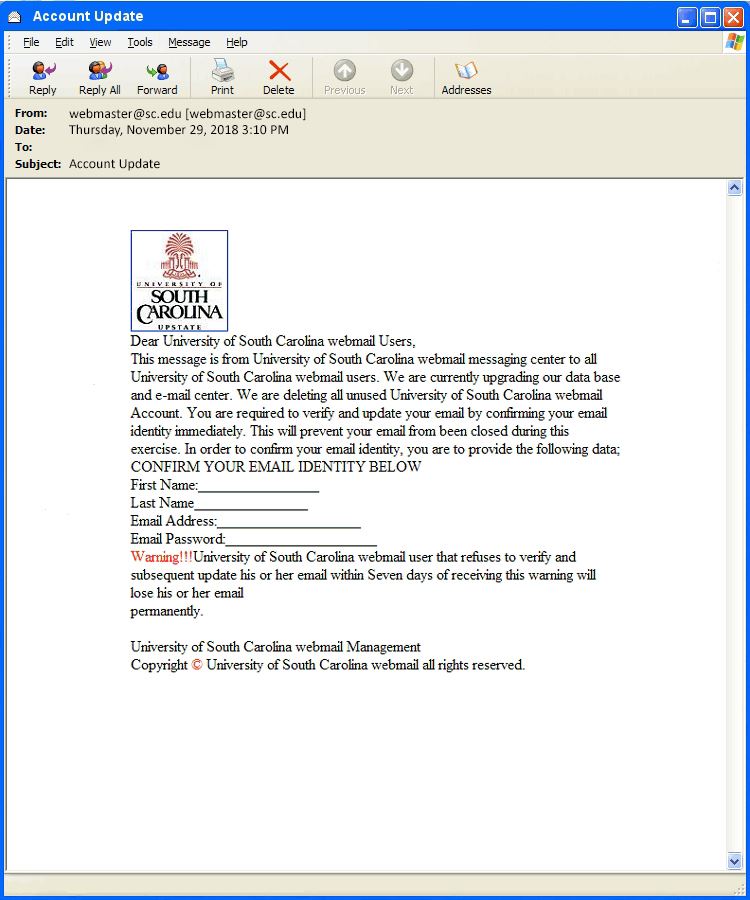 Account Update
File Edit View Tools Message Help
Reply Reply All Forward Print Delete Previous Next Addresses
From: webmaster@sc.edu [webmaster@sc.edu]
Date: Thursday, November 29, 2018 3:10 PM
To:
Subject: Account Update
UNIVERSITY OF
SOUTH
CAROLINA
UPSTATE
Dear University of South Carolina webmail Users,
This message is from University of South Carolina webmail messaging center to all
University of South Carolina webmail users. We are currently upgrading our data base
and e-mail center. We are deleting all unused University of South Carolina webmail
Account. You are required to verify and update your email by confirming your email
identity immediately. This will prevent your email from been closed during this
exercise. In order to confirm your email identity, you are to provide the following data;
CONFIRM YOUR EMAIL IDENTITY BELOW
First Name:_________________
Last Name________________
Email Address:____________________
Email Password:_____________________
Warning!!!University of South Carolina webmail user that refuses to verify and
subsequent update his or her email within Seven days of receiving this warning will
lose his or her email
permanently.
University of South Carolina webmail Management
Copyright © University of South Carolina webmail all rights reserved.